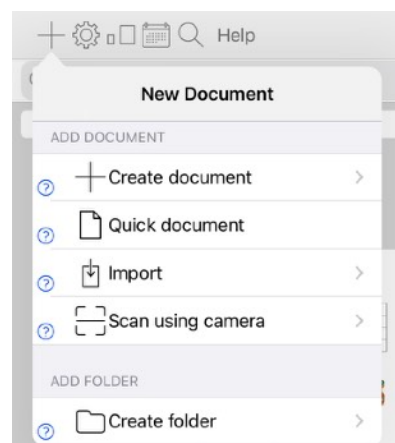 Help
New Document
ADD DOCUMENT
Create document
Quick document
Import
Scan using camera
ADD FOLDER
Create folder